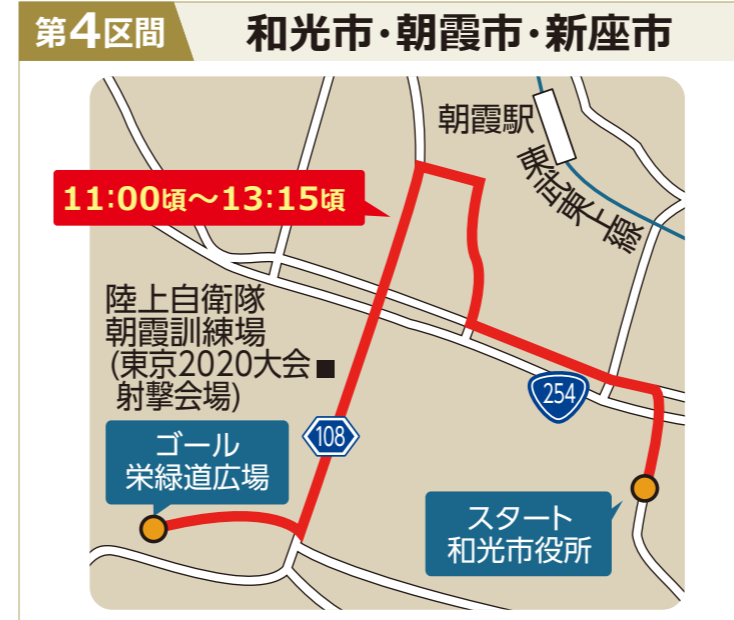 第4区間
和光市・朝霞市・新座市
朝霞駅
東武東上線
11:00頃〜13:15頃
陸上自衛隊
朝霞訓練場
(東京2020大会■
射撃会場)
254
108
ゴール
栄緑道広場
スタート
和光市役所